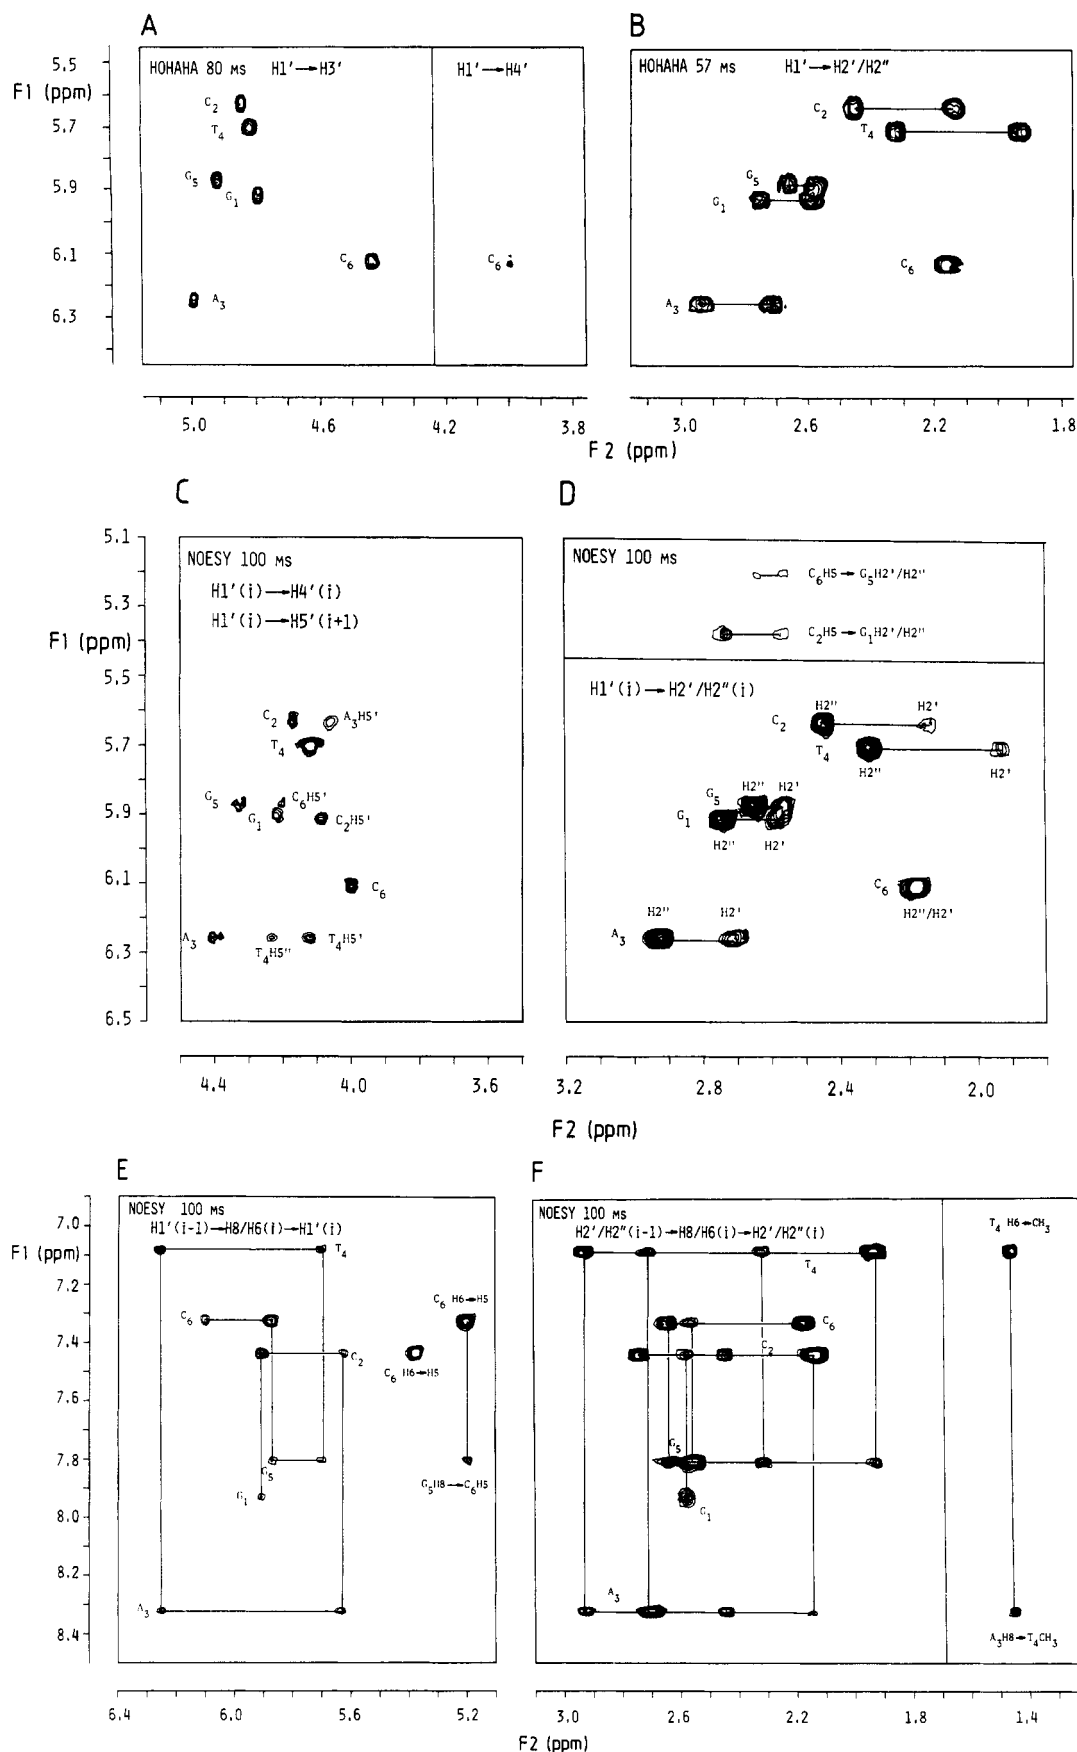 A
B
HOHAHA 80 MS H1'→H3'
H1'→H4'
HOHAHA 57 MS H1'→H2'/H2"
F1 (ppm)
5.5
5.7
5.9
6.1
6.3
C2
T4
G5
G1
C6
A3
C6
C2
T4
G5
G1
C6
A3
5.0 4.6 4.2 3.8
3.0 2.6 2.2 1.8
F2 (ppm)
C
D
NOESY 100 MS
H1'(i)→H4'(i)
H1'(i)→H5'(i+1)
F1 (ppm)
5.1
5.3
5.5
5.7
5.9
6.1
6.3
6.5
C2 A3H5'
T4
G5 C6H5'
G1 C2H5'
C6
A3 T4H5" T4H5'
4.4 4.0 3.6
NOESY 100 MS
C6H5→G5H2'/H2"
C2H5→G1H2'/H2"
H1'(i)→H2'/H2"(i)
C2 H2" H2'
T4 H2" H2'
G5 H2" H2'
G1 H2" H2'
C6 H2"/H2'
A3 H2" H2'
3.2 2.8 2.4 2.0
F2 (ppm)
E
F
NOESY 100 MS
H1'(i-1)→H8/H6(i)→H1'(i)
F1 (ppm)
7.0
7.2
7.4
7.6
7.8
8.0
8.2
8.4
T4
C6
C2
G5
G1
A3
C6 H6→H5
C6 H6→H5
G5H8→C6H5
6.4 6.0 5.6 5.2
NOESY 100 MS
H2'/H2"(i-1)→H8/H6(i)→H2'/H2"(i)
T4 H6→CH3
T4
C6
C2
G5
G1
A3
A3H8→T4CH3
3.0 2.6 2.2 1.8 1.4
F2 (ppm)